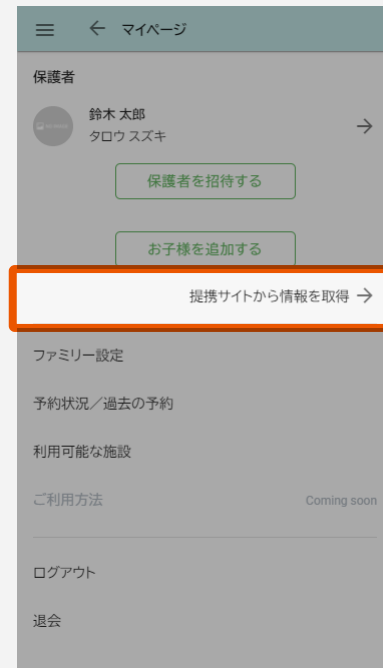 マイページ
保護者
鈴木 太郎
タロウ スズキ
保護者を招待する
お子様を追加する
提携サイトから情報を取得
ファミリー設定
予約状況／過去の予約
利用可能な施設
ご利用方法 Coming soon
ログアウト
退会